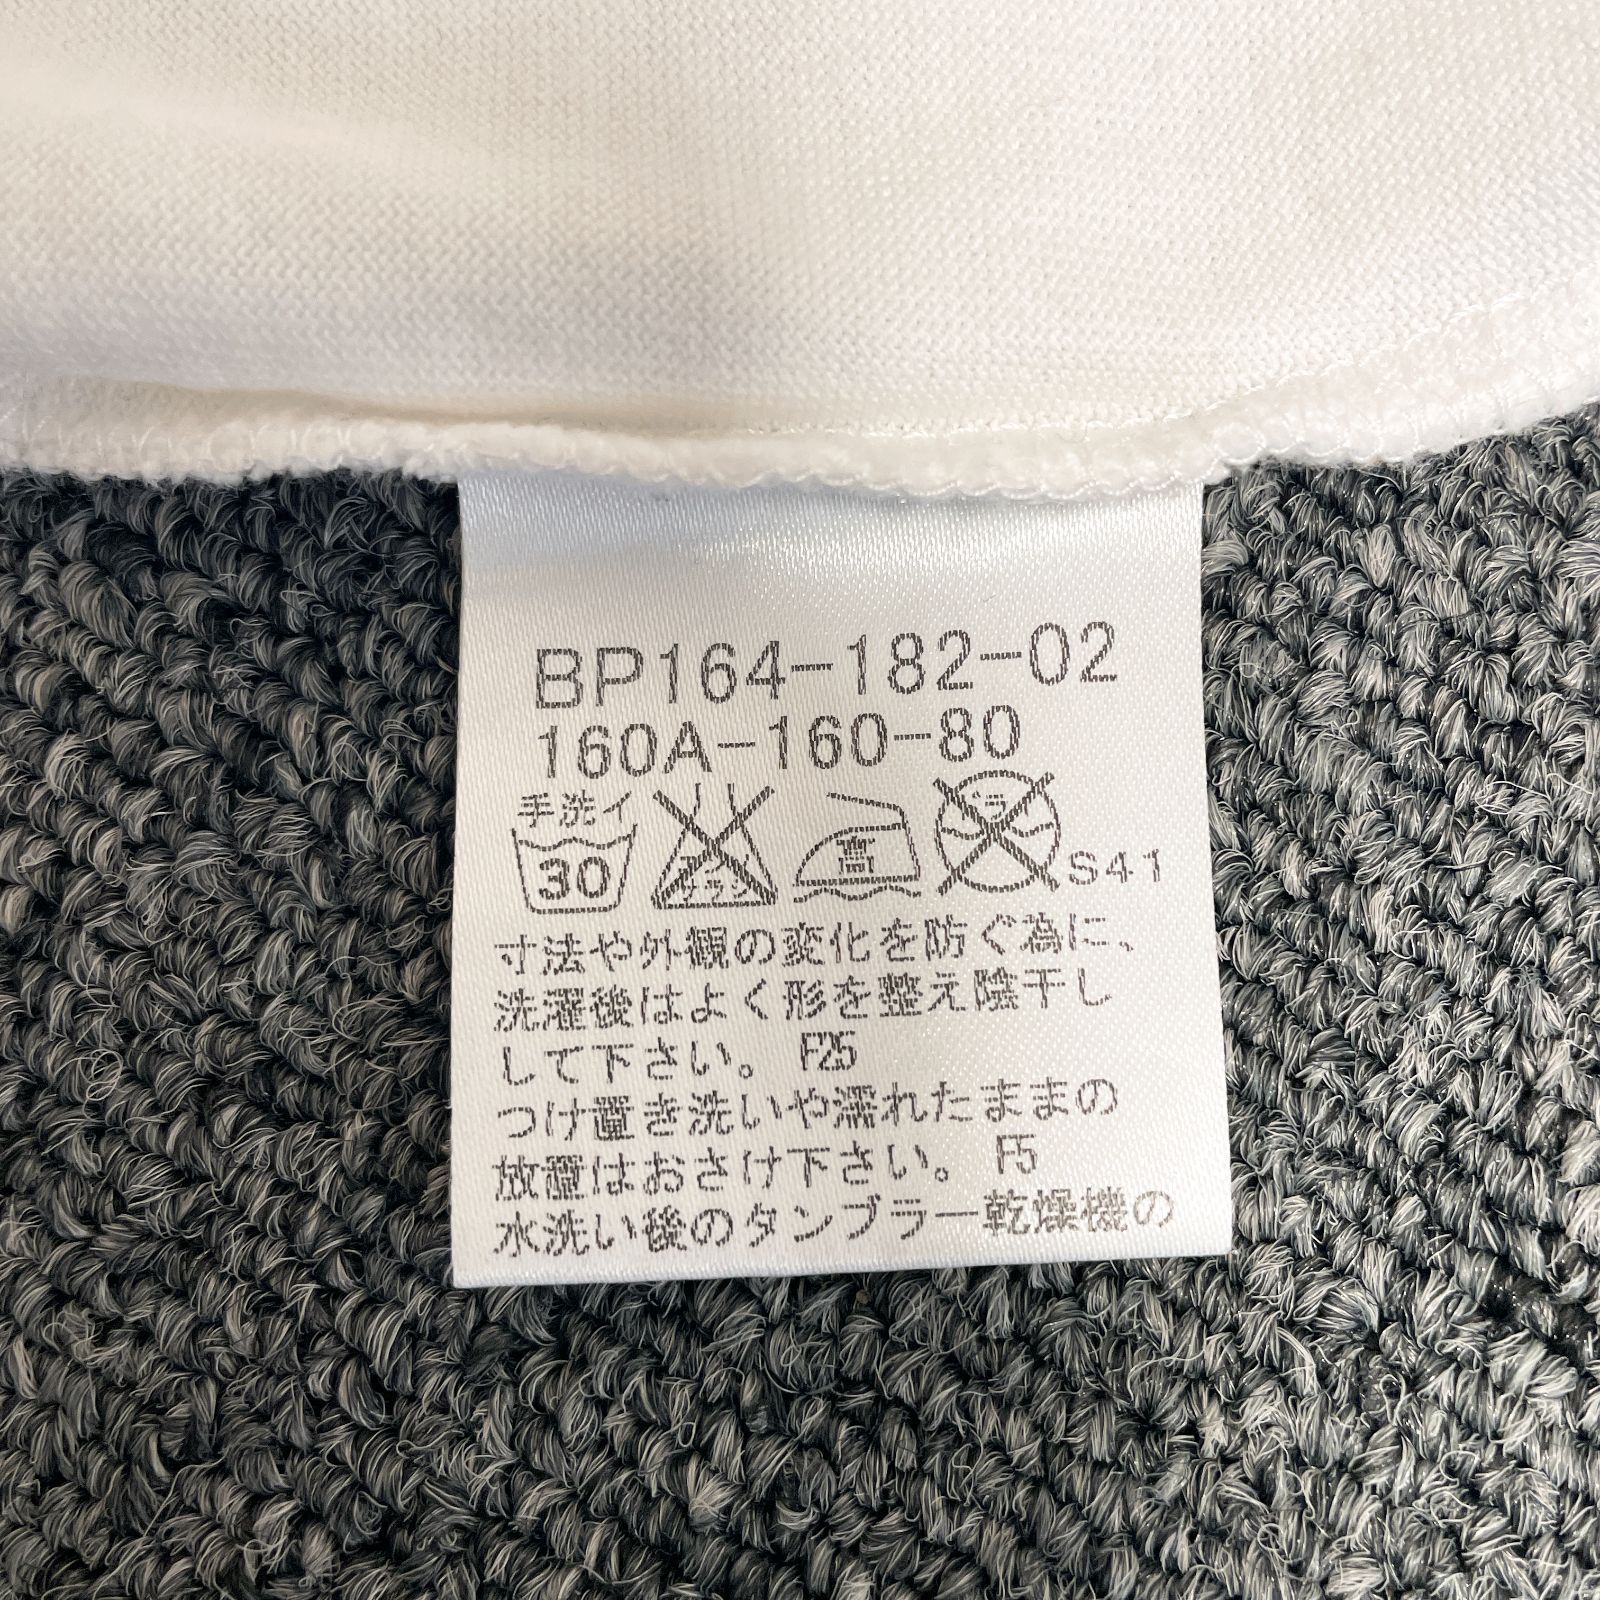 BP164-182-02
160A-160-80
手洗イ
30
中
S41
寸法や外観の変化を防ぐ為に、
洗濯後はよく形を整え陰干し
して下さい。 F25
つけ置き洗いや濡れたままの
放置はおさけ下さい。 F5
水洗い後のタンブラー乾燥機の